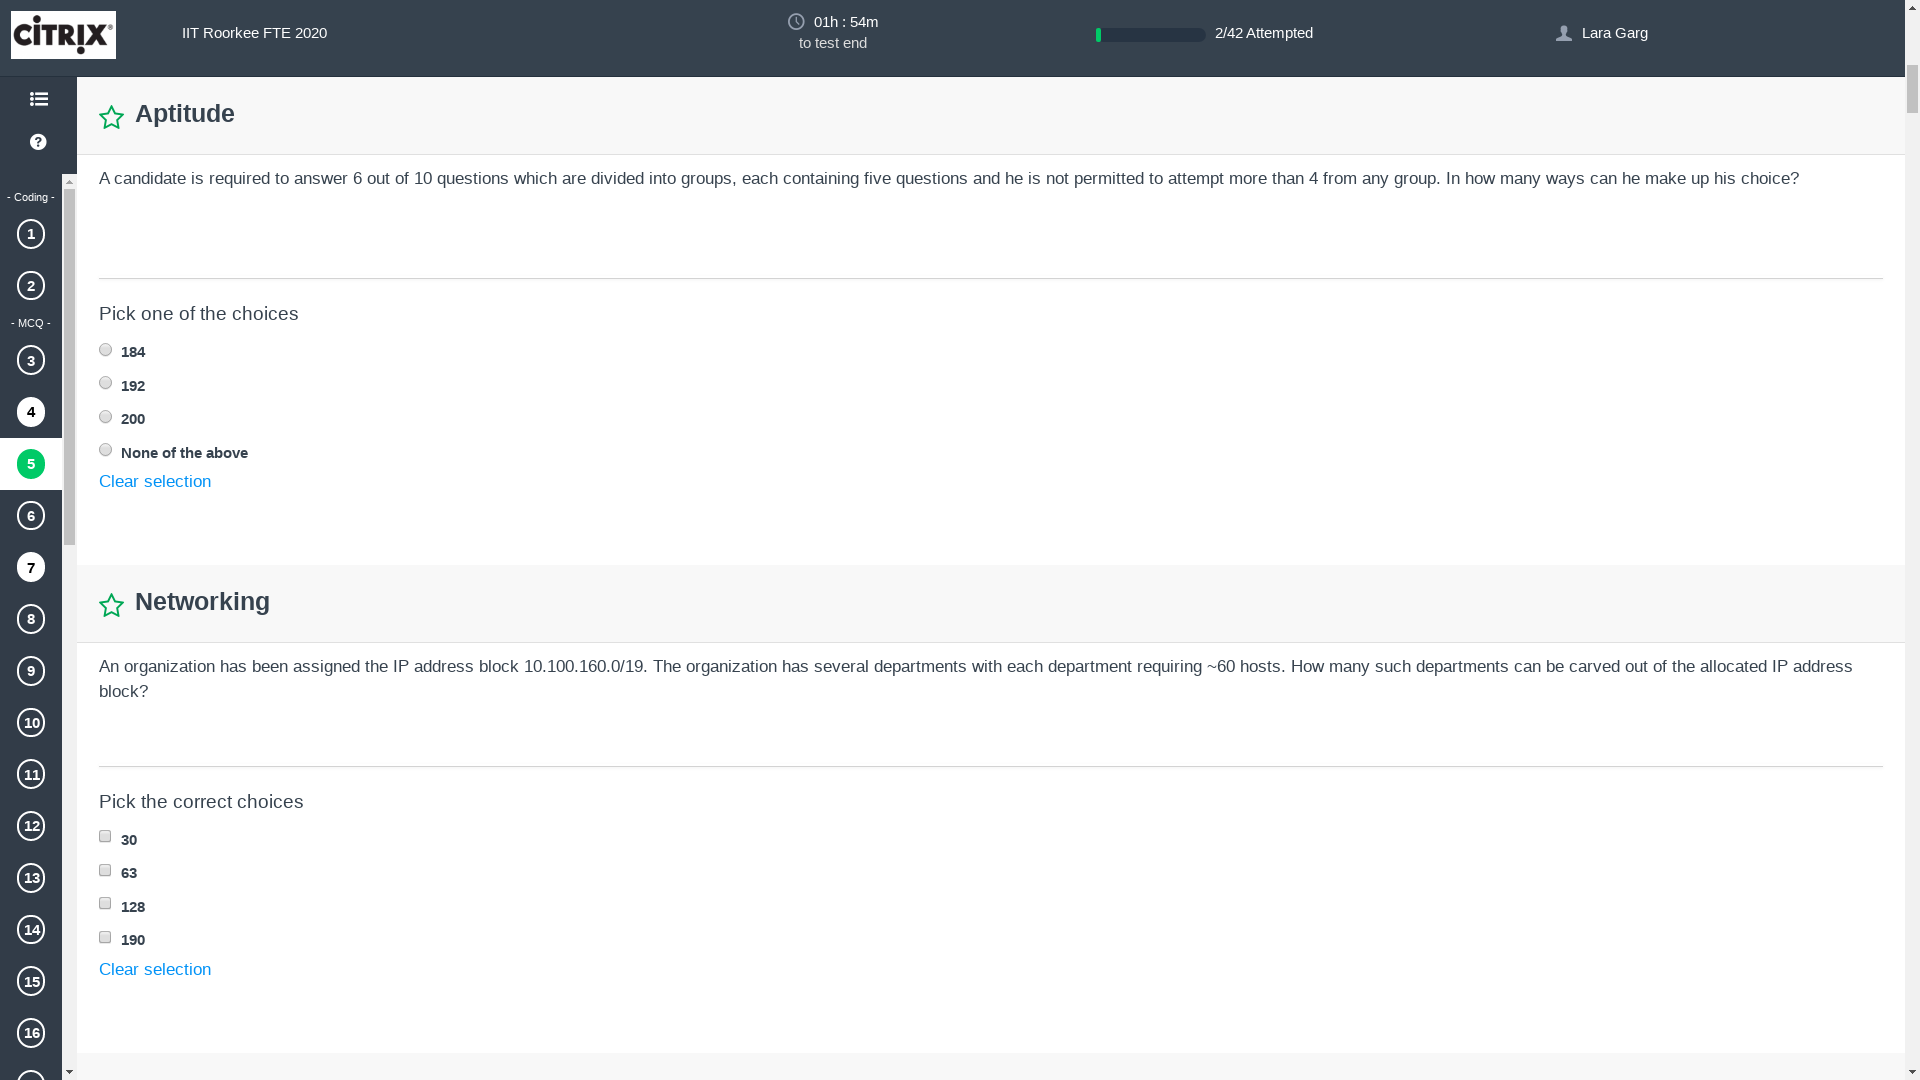 CİTRIX®
IIT Roorkee FTE 2020
01h : 54m
to test end
2/42 Attempted
Lara Garg
- Coding -
1
2
- MCQ -
3
4
5
6
7
8
9
10
11
12
13
14
15
16
Aptitude
A candidate is required to answer 6 out of 10 questions which are divided into groups, each containing five questions and he is not permitted to attempt more than 4 from any group. In how many ways can he make up his choice?
Pick one of the choices
184
192
200
None of the above
Clear selection
Networking
An organization has been assigned the IP address block 10.100.160.0/19. The organization has several departments with each department requiring ~60 hosts. How many such departments can be carved out of the allocated IP address
block?
Pick the correct choices
30
63
128
190
Clear selection